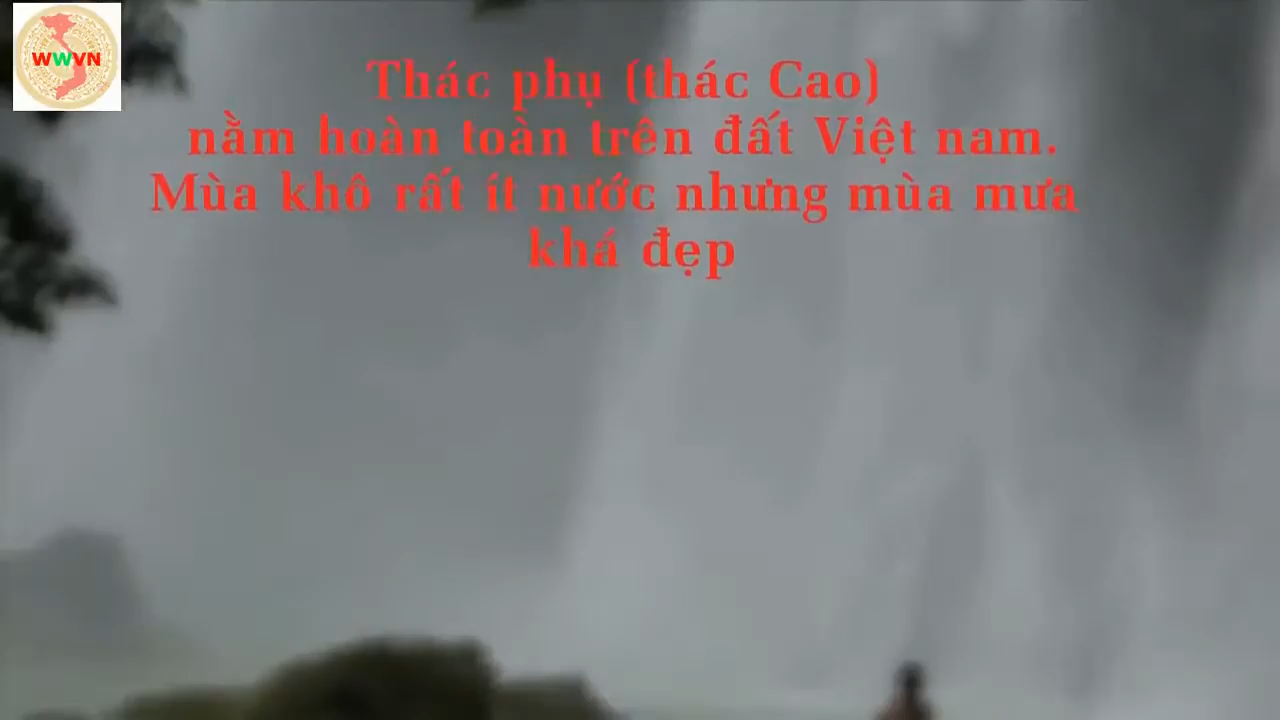 WWVN
Thác phụ (thác Cao)
nằm hoàn toàn trên đất Việt nam.
Mùa khô rất ít nước nhưng mùa mưa
khá đẹp